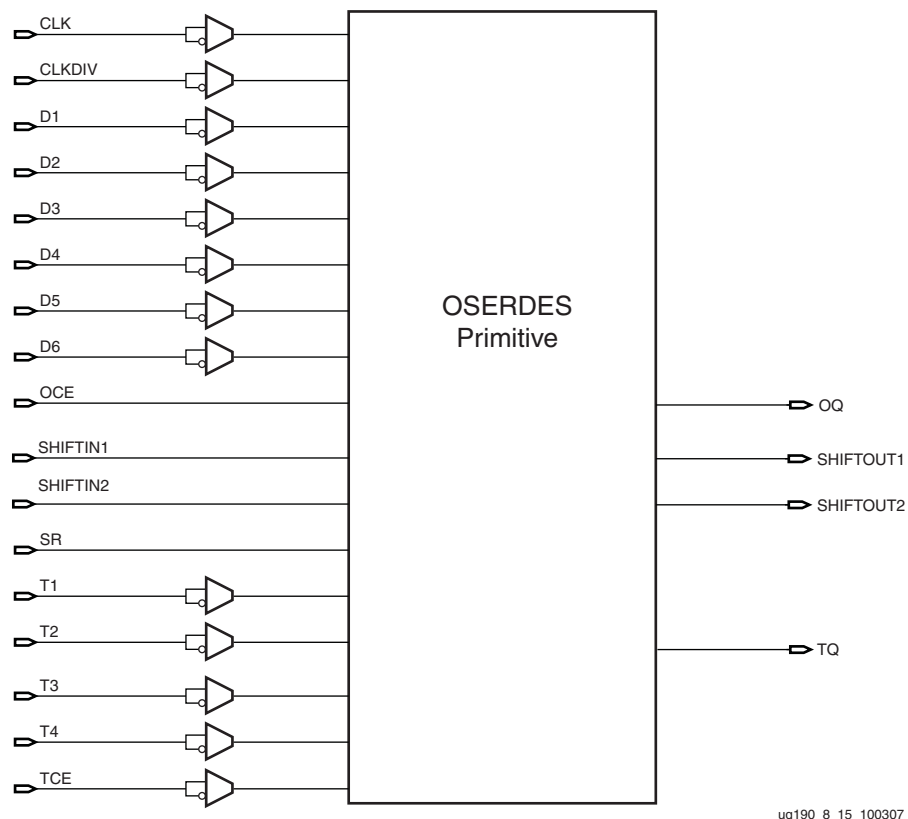 CLK
CLKDIV
D1
D2
D3
D4
D5
D6
OCE
SHIFTIN1
SHIFTIN2
SR
T1
T2
T3
T4
TCE
OSERDES
Primitive
OQ
SHIFTOUT1
SHIFTOUT2
TQ
ug190_8_15_100307